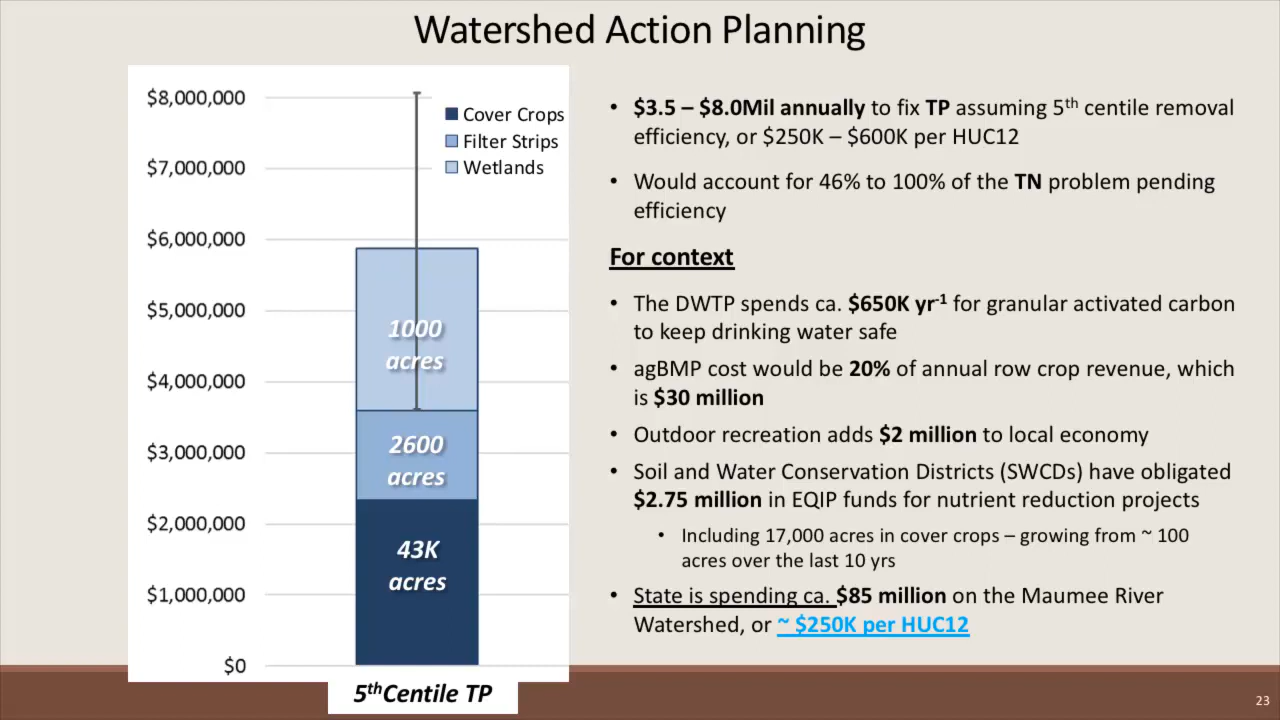 Watershed Action Planning
$8,000,000
$7,000,000
$6,000,000
$5,000,000
$4,000,000
$3,000,000
$2,000,000
$1,000,000
$0
Cover Crops
Filter Strips
Wetlands
1000
acres
2600
acres
43K
acres
5thCentile TP
• $3.5 – $8.0Mil annually to fix TP assuming 5th centile removal
efficiency, or $250K – $600K per HUC12
• Would account for 46% to 100% of the TN problem pending
efficiency
For context
• The DWTP spends ca. $650K yr-1 for granular activated carbon
to keep drinking water safe
• agBMP cost would be 20% of annual row crop revenue, which
is $30 million
• Outdoor recreation adds $2 million to local economy
• Soil and Water Conservation Districts (SWCDs) have obligated
$2.75 million in EQIP funds for nutrient reduction projects
• Including 17,000 acres in cover crops – growing from ~ 100
acres over the last 10 yrs
• State is spending ca. $85 million on the Maumee River
Watershed, or ~ $250K per HUC12
23